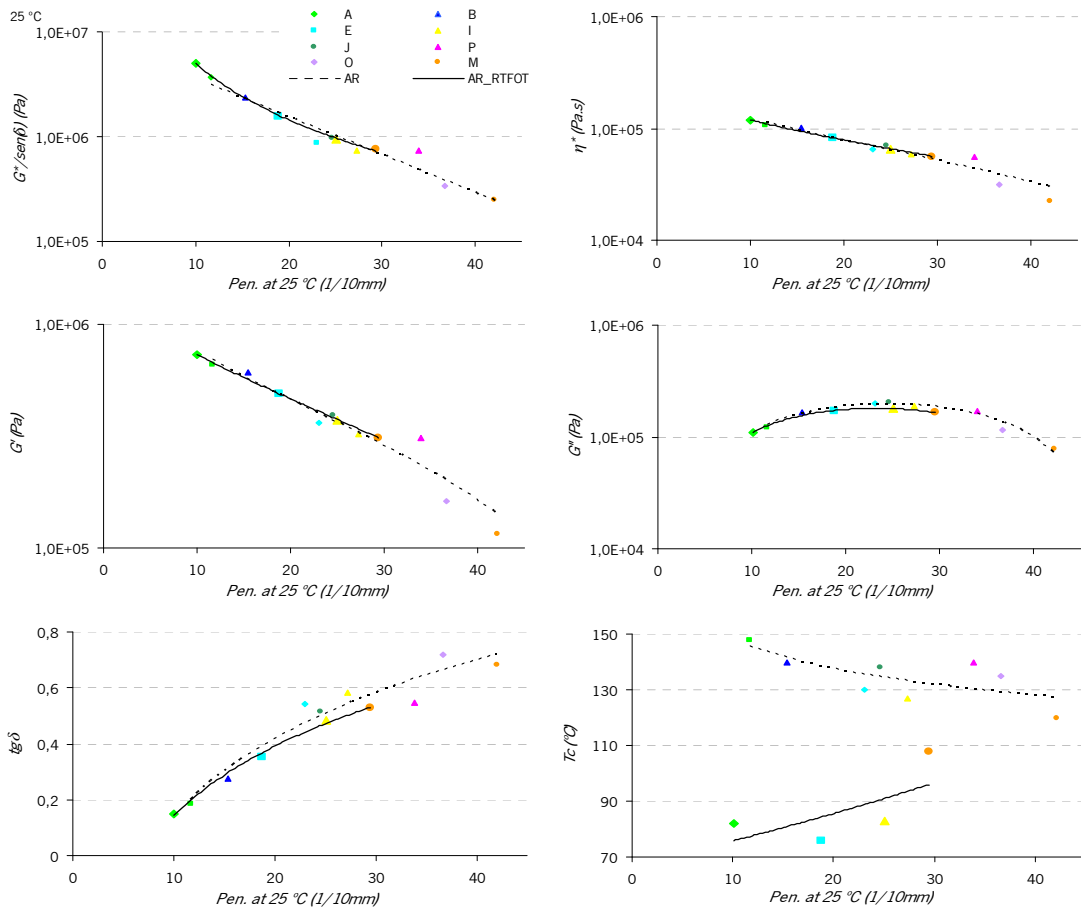 25 °C
A B
E I
J P
O M
AR AR_RTFOT
1,0E+07
1,0E+06
1,0E+05
0 10 20 30 40
G*/sen(δ) (Pa)
Pen. at 25 °C (1/10mm)
1,0E+06
1,0E+05
1,0E+04
0 10 20 30 40
η* (Pa.s)
Pen. at 25 °C (1/10mm)
1,0E+06
1,0E+05
0 10 20 30 40
G' (Pa)
Pen. at 25 °C (1/10mm)
1,0E+06
1,0E+05
1,0E+04
0 10 20 30 40
G'' (Pa)
Pen. at 25 °C (1/10mm)
0,8
0,6
0,4
0,2
0
0 10 20 30 40
tgδ
Pen. at 25 °C (1/10mm)
150
130
110
90
70
0 10 20 30 40
Tc (°C)
Pen. at 25 °C (1/10mm)